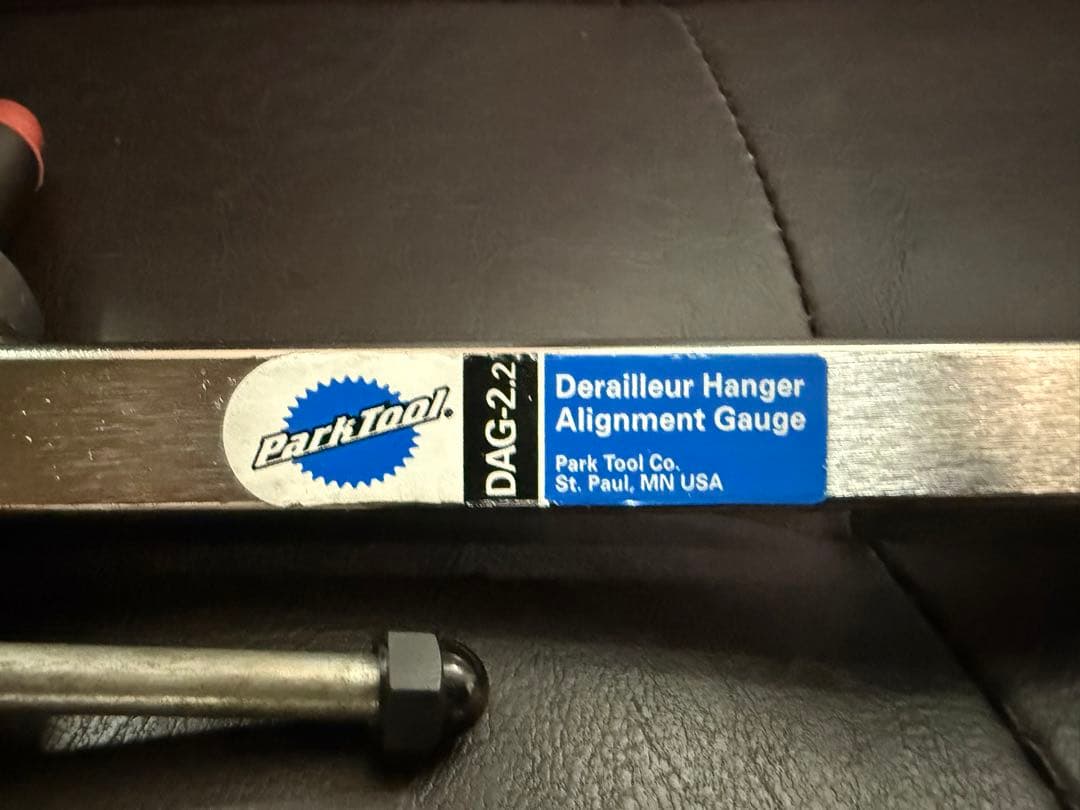 ParkTool®
DAG-2.2
Derailleur Hanger
Alignment Gauge
Park Tool Co.
St. Paul, MN USA